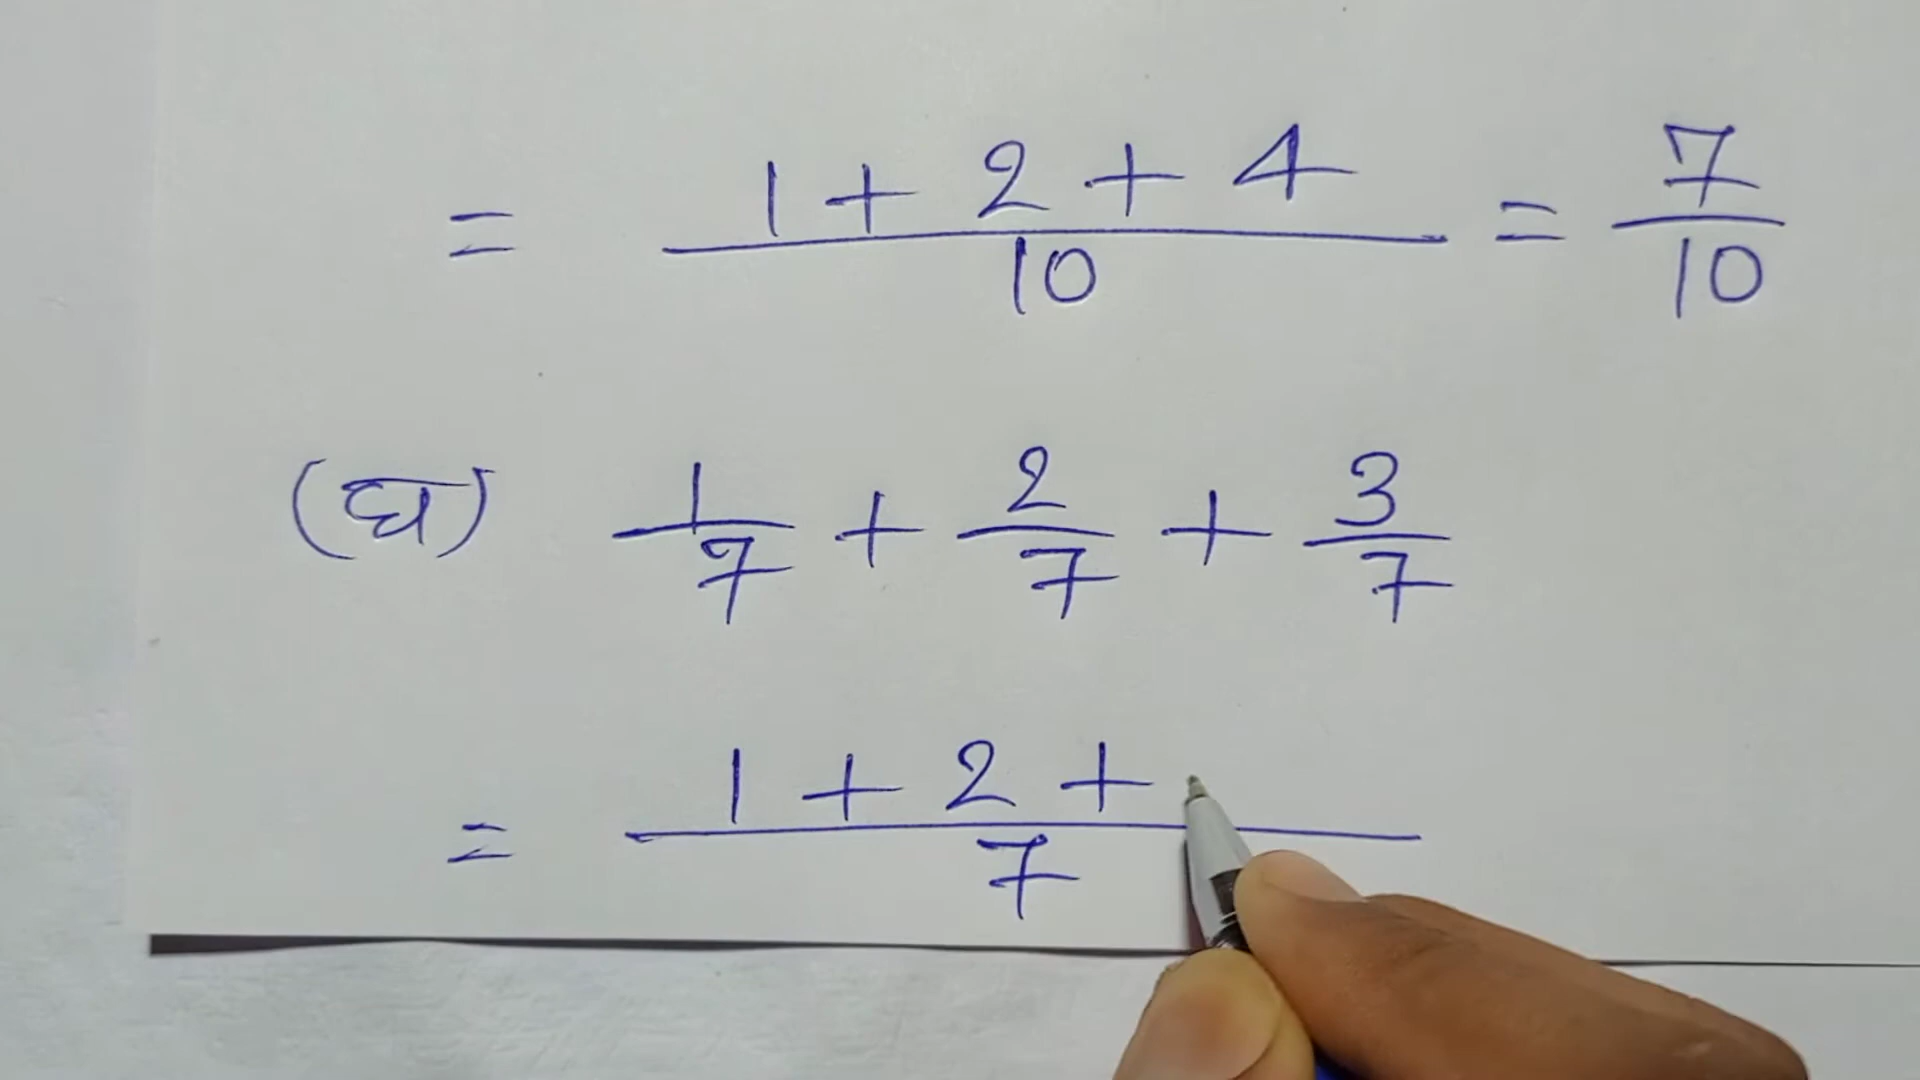 = (1 + 2 + 4)/10 = 7/10
(घ) 1/7 + 2/7 + 3/7
= (1 + 2 +)/7